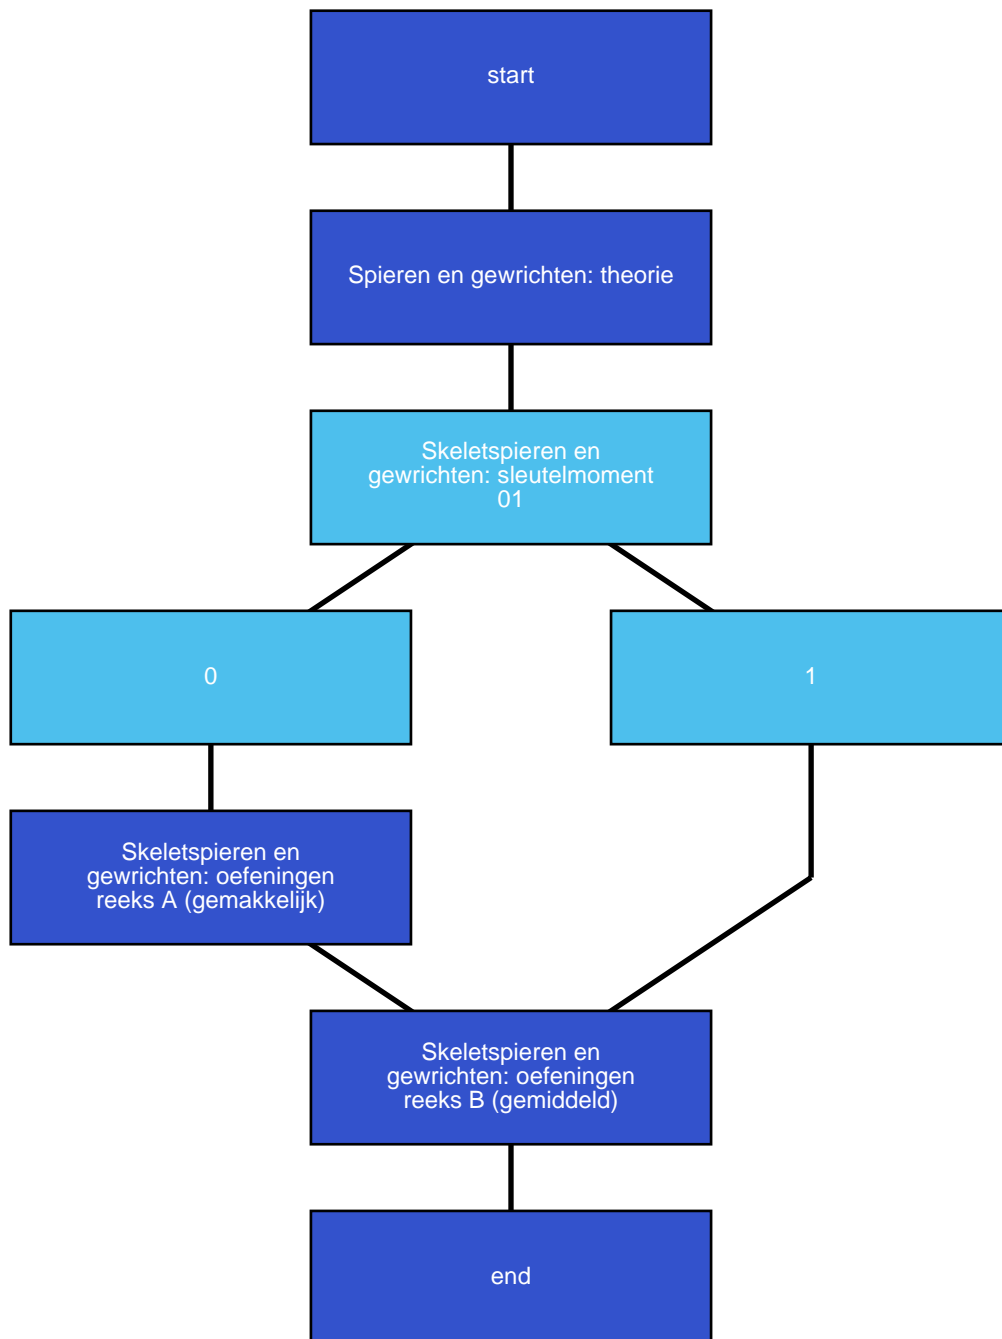 start
Spieren en gewrichten: theorie
Skeletspieren en
gewrichten: sleutelmoment
01
0
1
Skeletspieren en
gewrichten: oefeningen
reeks A (gemakkelijk)
Skeletspieren en
gewrichten: oefeningen
reeks B (gemiddeld)
end